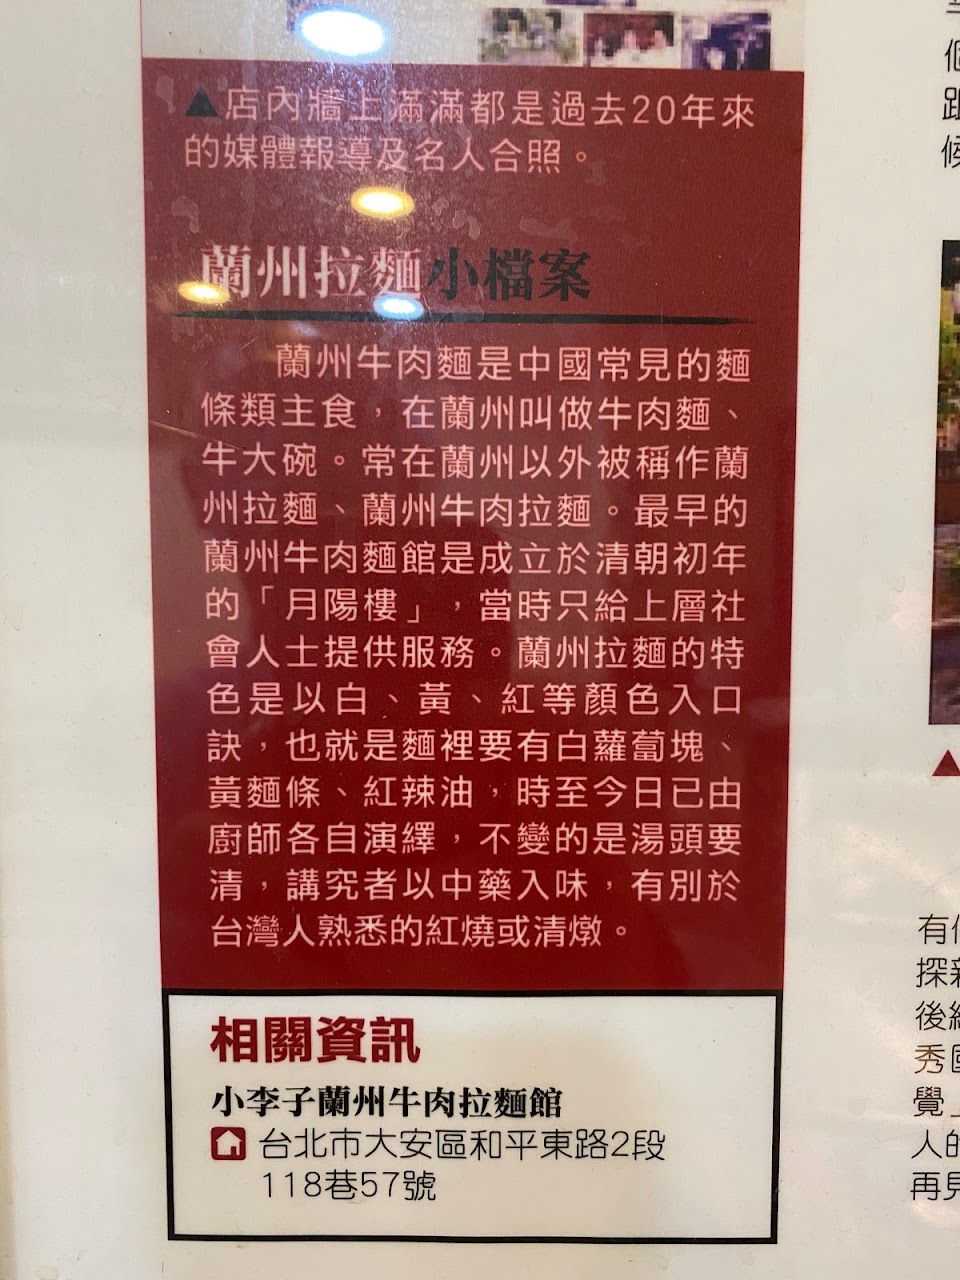 ▲店內牆上滿滿都是過去20年來
的媒體報導及名人合照。
蘭州拉麵小檔案
蘭州牛肉麵是中國常見的麵
條類主食，在蘭州叫做牛肉麵、
牛大碗。常在蘭州以外被稱作蘭
州拉麵、蘭州牛肉拉麵。最早的
蘭州牛肉麵館是成立於清朝初年
的「月陽樓」，當時只給上層社
會人士提供服務。蘭州拉麵的特
色是以白、黃、紅等顏色入口
訣，也就是麵裡要有白蘿蔔塊、
黃麵條、紅辣油，時至今日已由
廚師各自演繹，不變的是湯頭要
清，講究者以中藥入味，有別於
台灣人熟悉的紅燒或清燉。
相關資訊
小李子蘭州牛肉拉麵館
台北市大安區和平東路2段
118巷57號
有
探
後
秀
覺
人
再